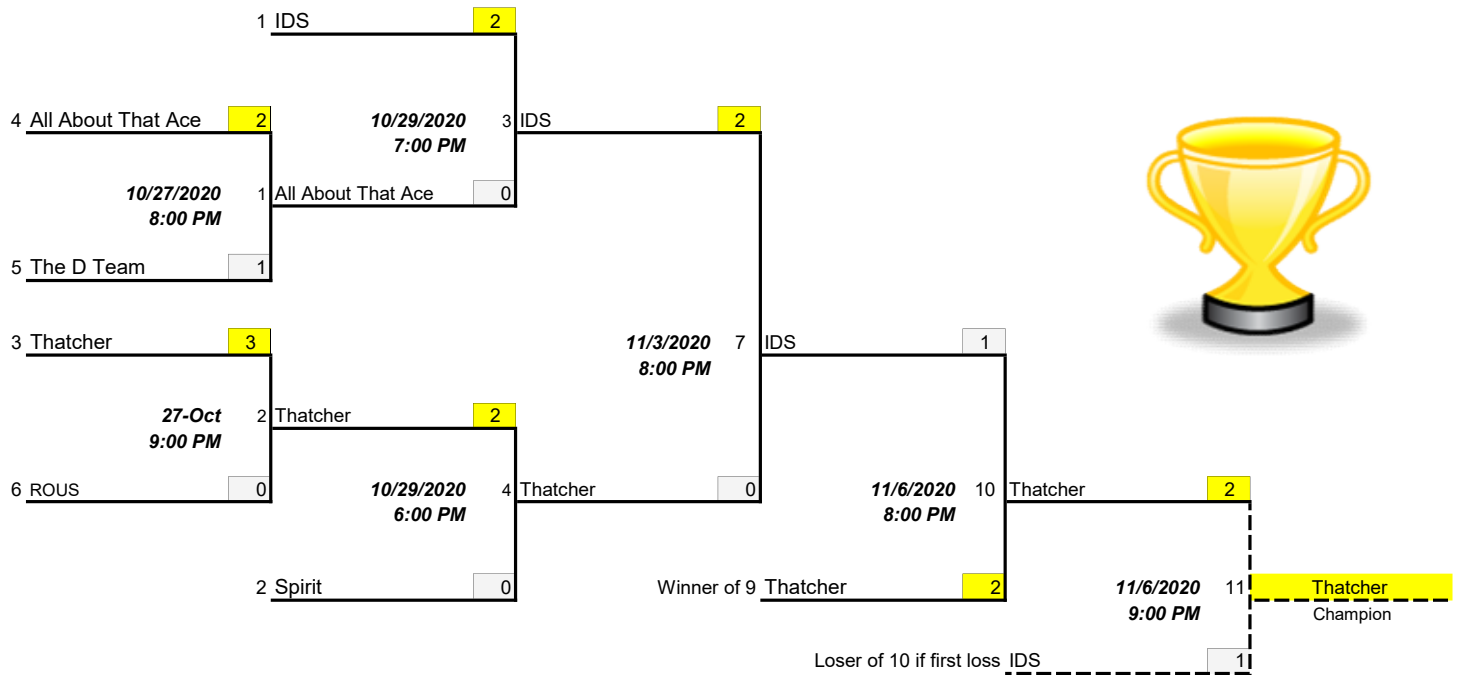 1 IDS 2
4 All About That Ace 2
10/29/2020 3 IDS 2
7:00 PM
10/27/2020 1 All About That Ace 0
8:00 PM
5 The D Team 1
3 Thatcher 3
11/3/2020 7 IDS 1
8:00 PM
27-Oct 2 Thatcher 2
9:00 PM
6 ROUS 0
10/29/2020 4 Thatcher 0
6:00 PM
11/6/2020 10 Thatcher 2
8:00 PM
2 Spirit 0
Winner of 9 Thatcher 2
11/6/2020 11 Thatcher
9:00 PM Champion
Loser of 10 if first loss IDS 1